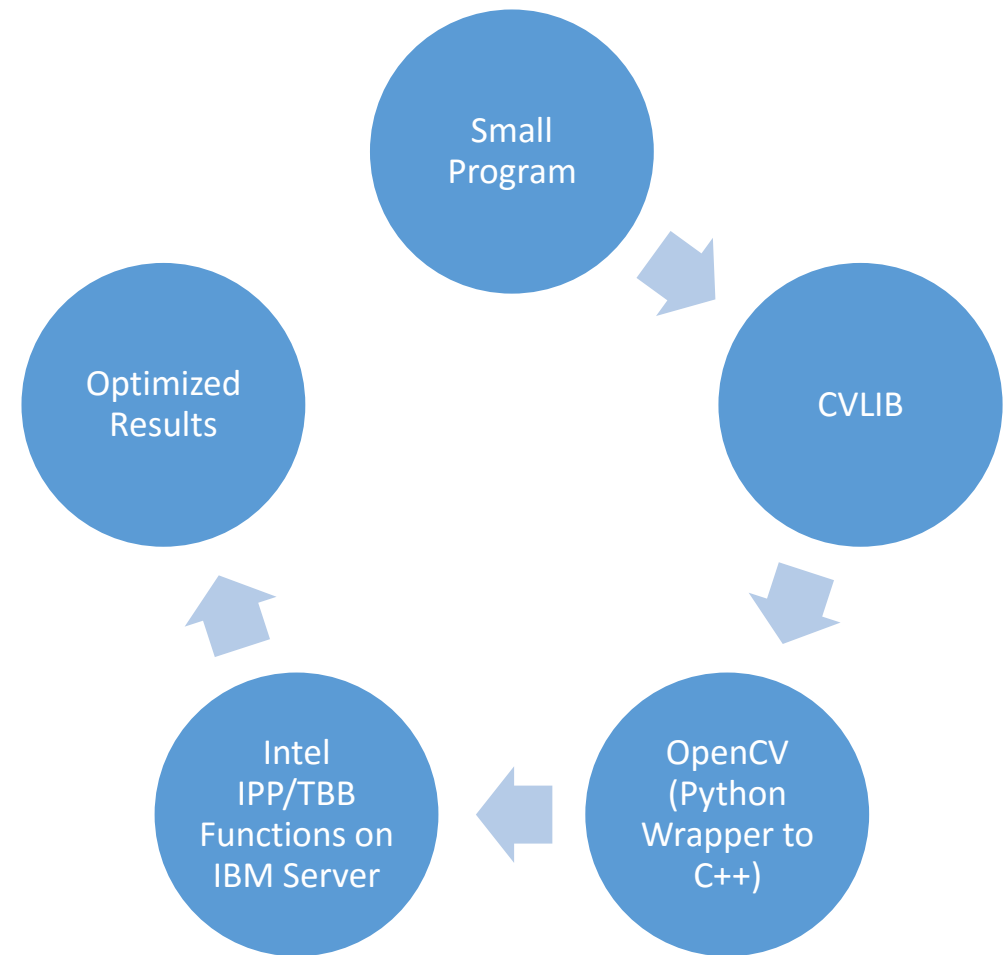 Small
Program
CVLIB
OpenCV
(Python
Wrapper to
C++)
Intel
IPP/TBB
Functions on
IBM Server
Optimized
Results